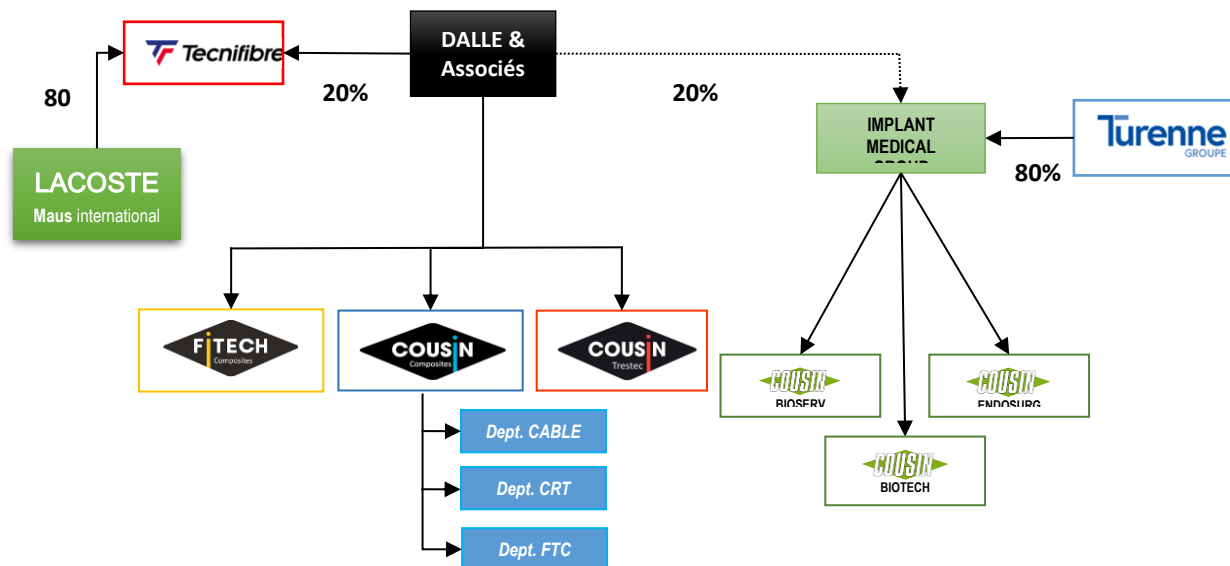 Tecnifibre
DALLE &
Associés
80
20%
20%
IMPLANT
MEDICAL
Turenne
GROUPE
80%
LACOSTE
Maus international
FiTECH
Composites
COUSiN
Composites
COUSiN
Trestec
COUSIN
BIOSERV
COUSIN
ENDOSURG
COUSIN
BIOTECH
Dept. CABLE
Dept. CRT
Dept. FTC